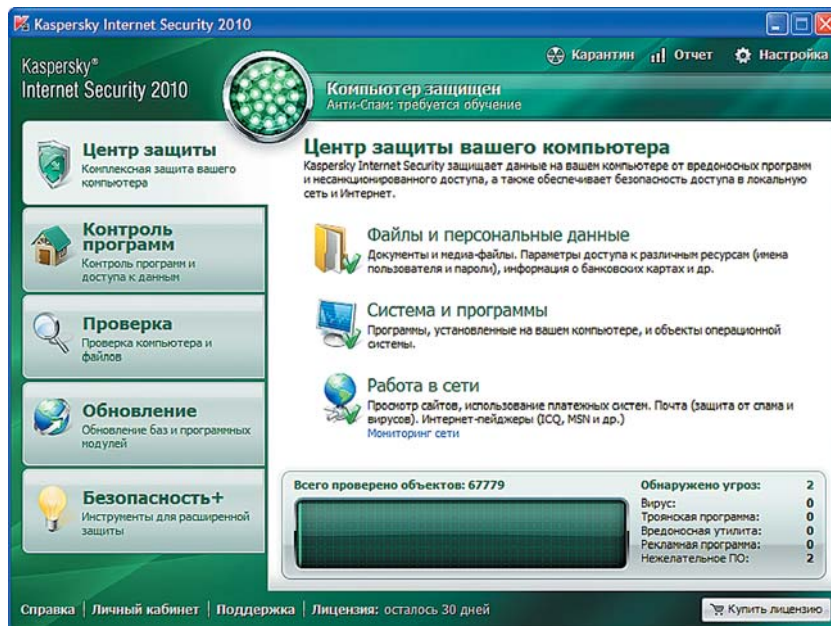 Kaspersky Internet Security 2010
Kaspersky®
Internet Security 2010
Карантин
Отчет
Настройка
Компьютер защищен
Анти-Спам: требуется обучение
Центр защиты
Комплексная защита вашего
компьютера
Контроль
программ
Контроль программ и
доступа к данным
Проверка
Проверка компьютера и
файлов
Обновление
Обновление баз и программных
модулей
Безопасность+
Инструменты для расширенной
защиты
Центр защиты вашего компьютера
Kaspersky Internet Security защищает данные на вашем компьютере от вредоносных программ
и несанкционированного доступа, а также обеспечивает безопасность доступа в локальную
сеть и Интернет.
Файлы и персональные данные
Документы и медиа-файлы. Параметры доступа к различным ресурсам (имена
пользователя и пароли), информация о банковских картах и др.
Система и программы
Программы, установленные на вашем компьютере, и объекты операционной
системы.
Работа в сети
Просмотр сайтов, использование платежных систем. Почта (защита от спама и
вирусов). Интернет-пейджеры (ICQ, MSN и др.)
Мониторинг сети
Всего проверено объектов: 67779
Обнаружено угроз: 2
Вирус: 0
Троянская программа: 0
Вредоносная утилита: 0
Рекламная программа: 0
Нежелательное ПО: 2
Справка | Личный кабинет | Поддержка | Лицензия: осталось 30 дней
Купить лицензию